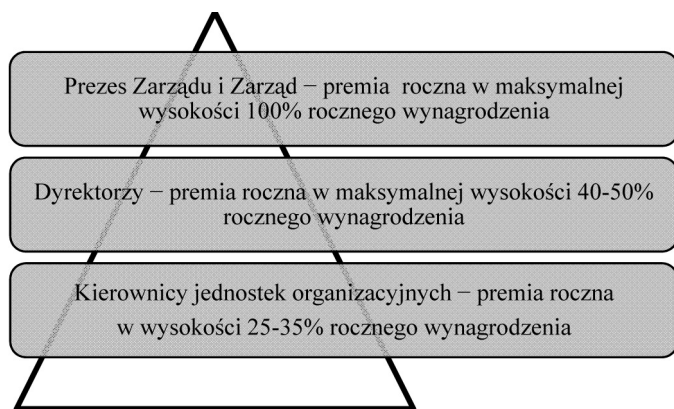 Prezes Zarządu i Zarząd − premia roczna w maksymalnej
wysokości 100% rocznego wynagrodzenia
Dyrektorzy − premia roczna w maksymalnej wysokości 40-50%
rocznego wynagrodzenia
Kierownicy jednostek organizacyjnych − premia roczna
w wysokości 25-35% rocznego wynagrodzenia